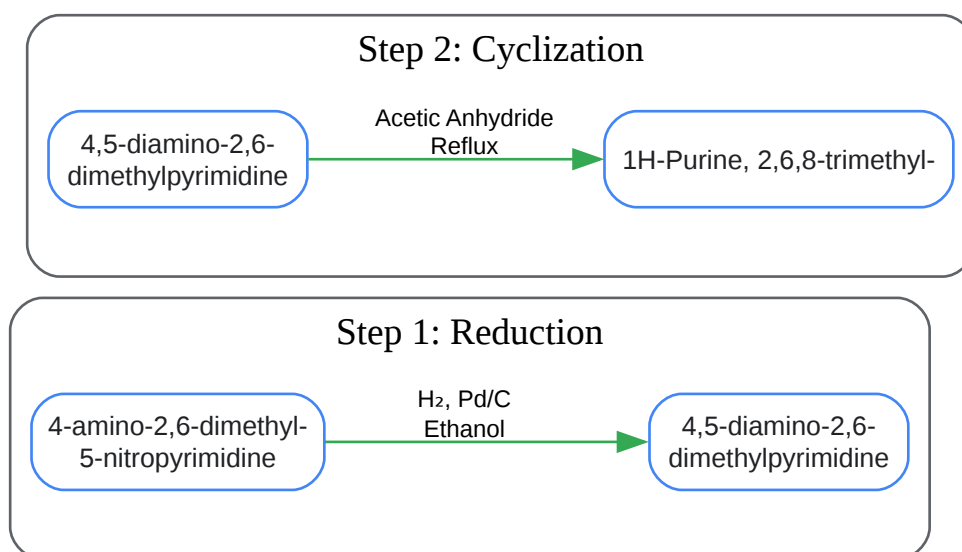 Step 2: Cyclization
Acetic Anhydride
Reflux
4,5-diamino-2,6-
dimethylpyrimidine
1H-Purine, 2,6,8-trimethyl-
Step 1: Reduction
H₂, Pd/C
Ethanol
4-amino-2,6-dimethyl-
5-nitropyrimidine
4,5-diamino-2,6-
dimethylpyrimidine